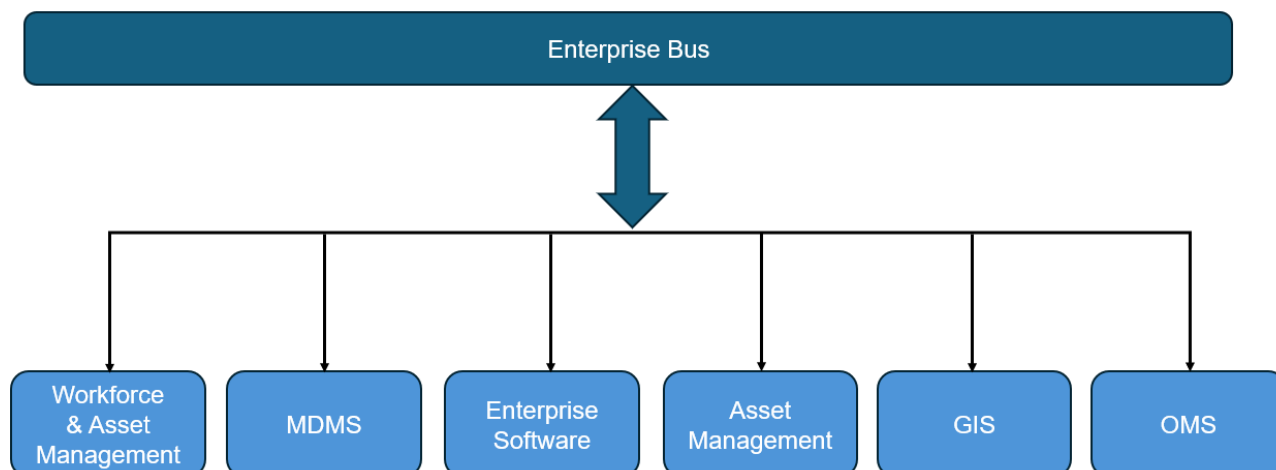 Enterprise Bus
Workforce
& Asset
Management
MDMS
Enterprise
Software
Asset
Management
GIS
OMS